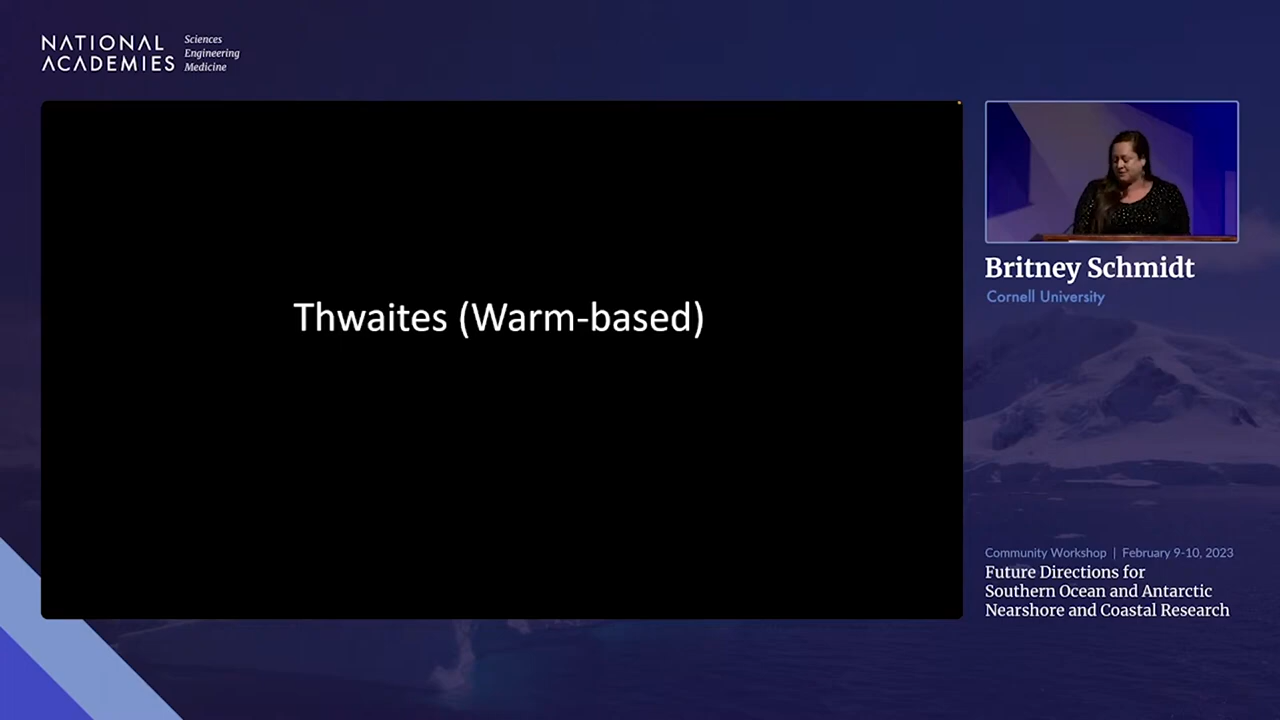 NATIONAL
ACADEMIES
Sciences
Engineering
Medicine
Thwaites (Warm-based)
Britney Schmidt
Cornell University
Community Workshop | February 9-10, 2023
Future Directions for
Southern Ocean and Antarctic
Nearshore and Coastal Research